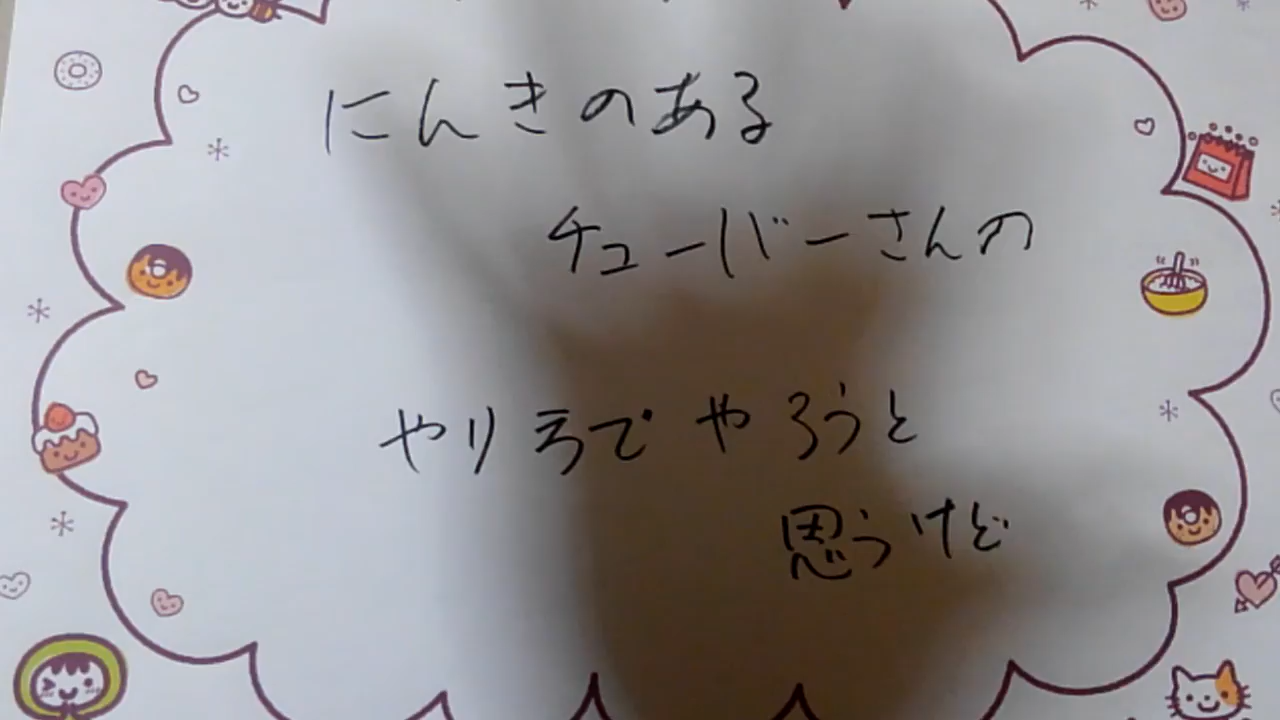 にんきのある
チューバーさんの
やり方でやろうと
思うけど